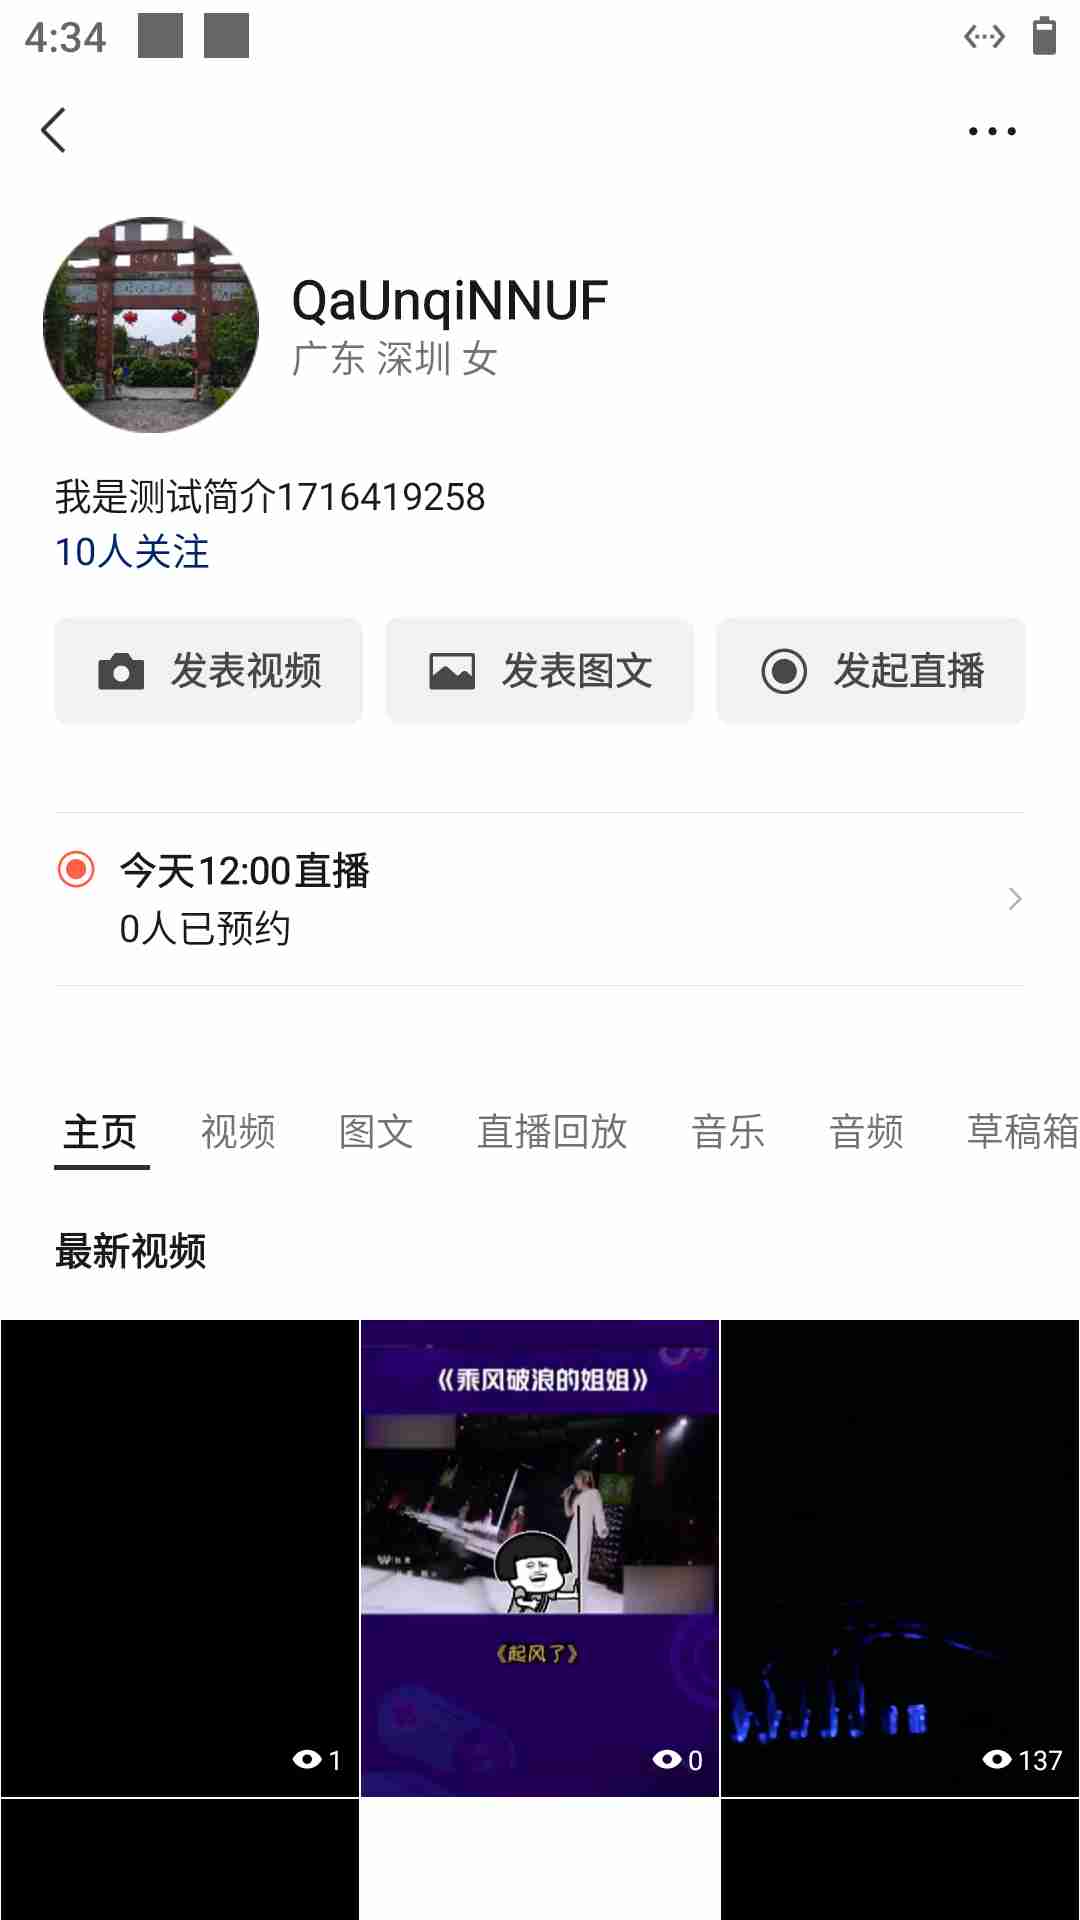 4:34
QaUnqiNNUF
广东 深圳 女
我是测试简介1716419258
10人关注
发表视频 发表图文 发起直播
今天12:00直播
0人已预约
主页 视频 图文 直播回放 音乐 音频 草稿箱
最新视频
《乘风破浪的姐姐》
《起风了》
1 0 137